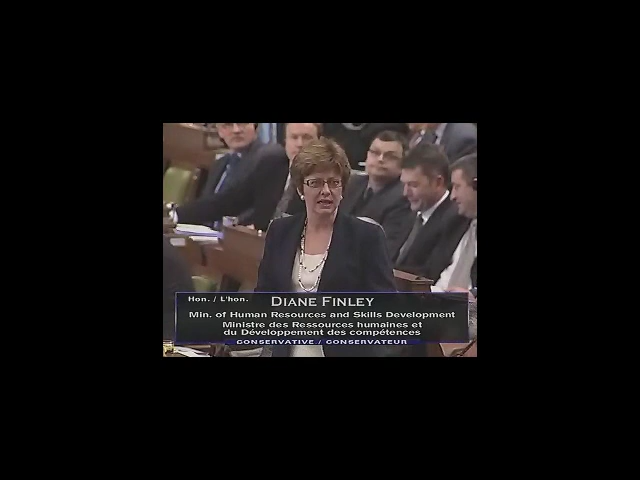 Hon. / L'hon.
DIANE FINLEY
Min. of Human Resources and Skills Development
Ministre des Ressources humaines et
du Développement des compétences
CONSERVATIVE / CONSERVATEUR